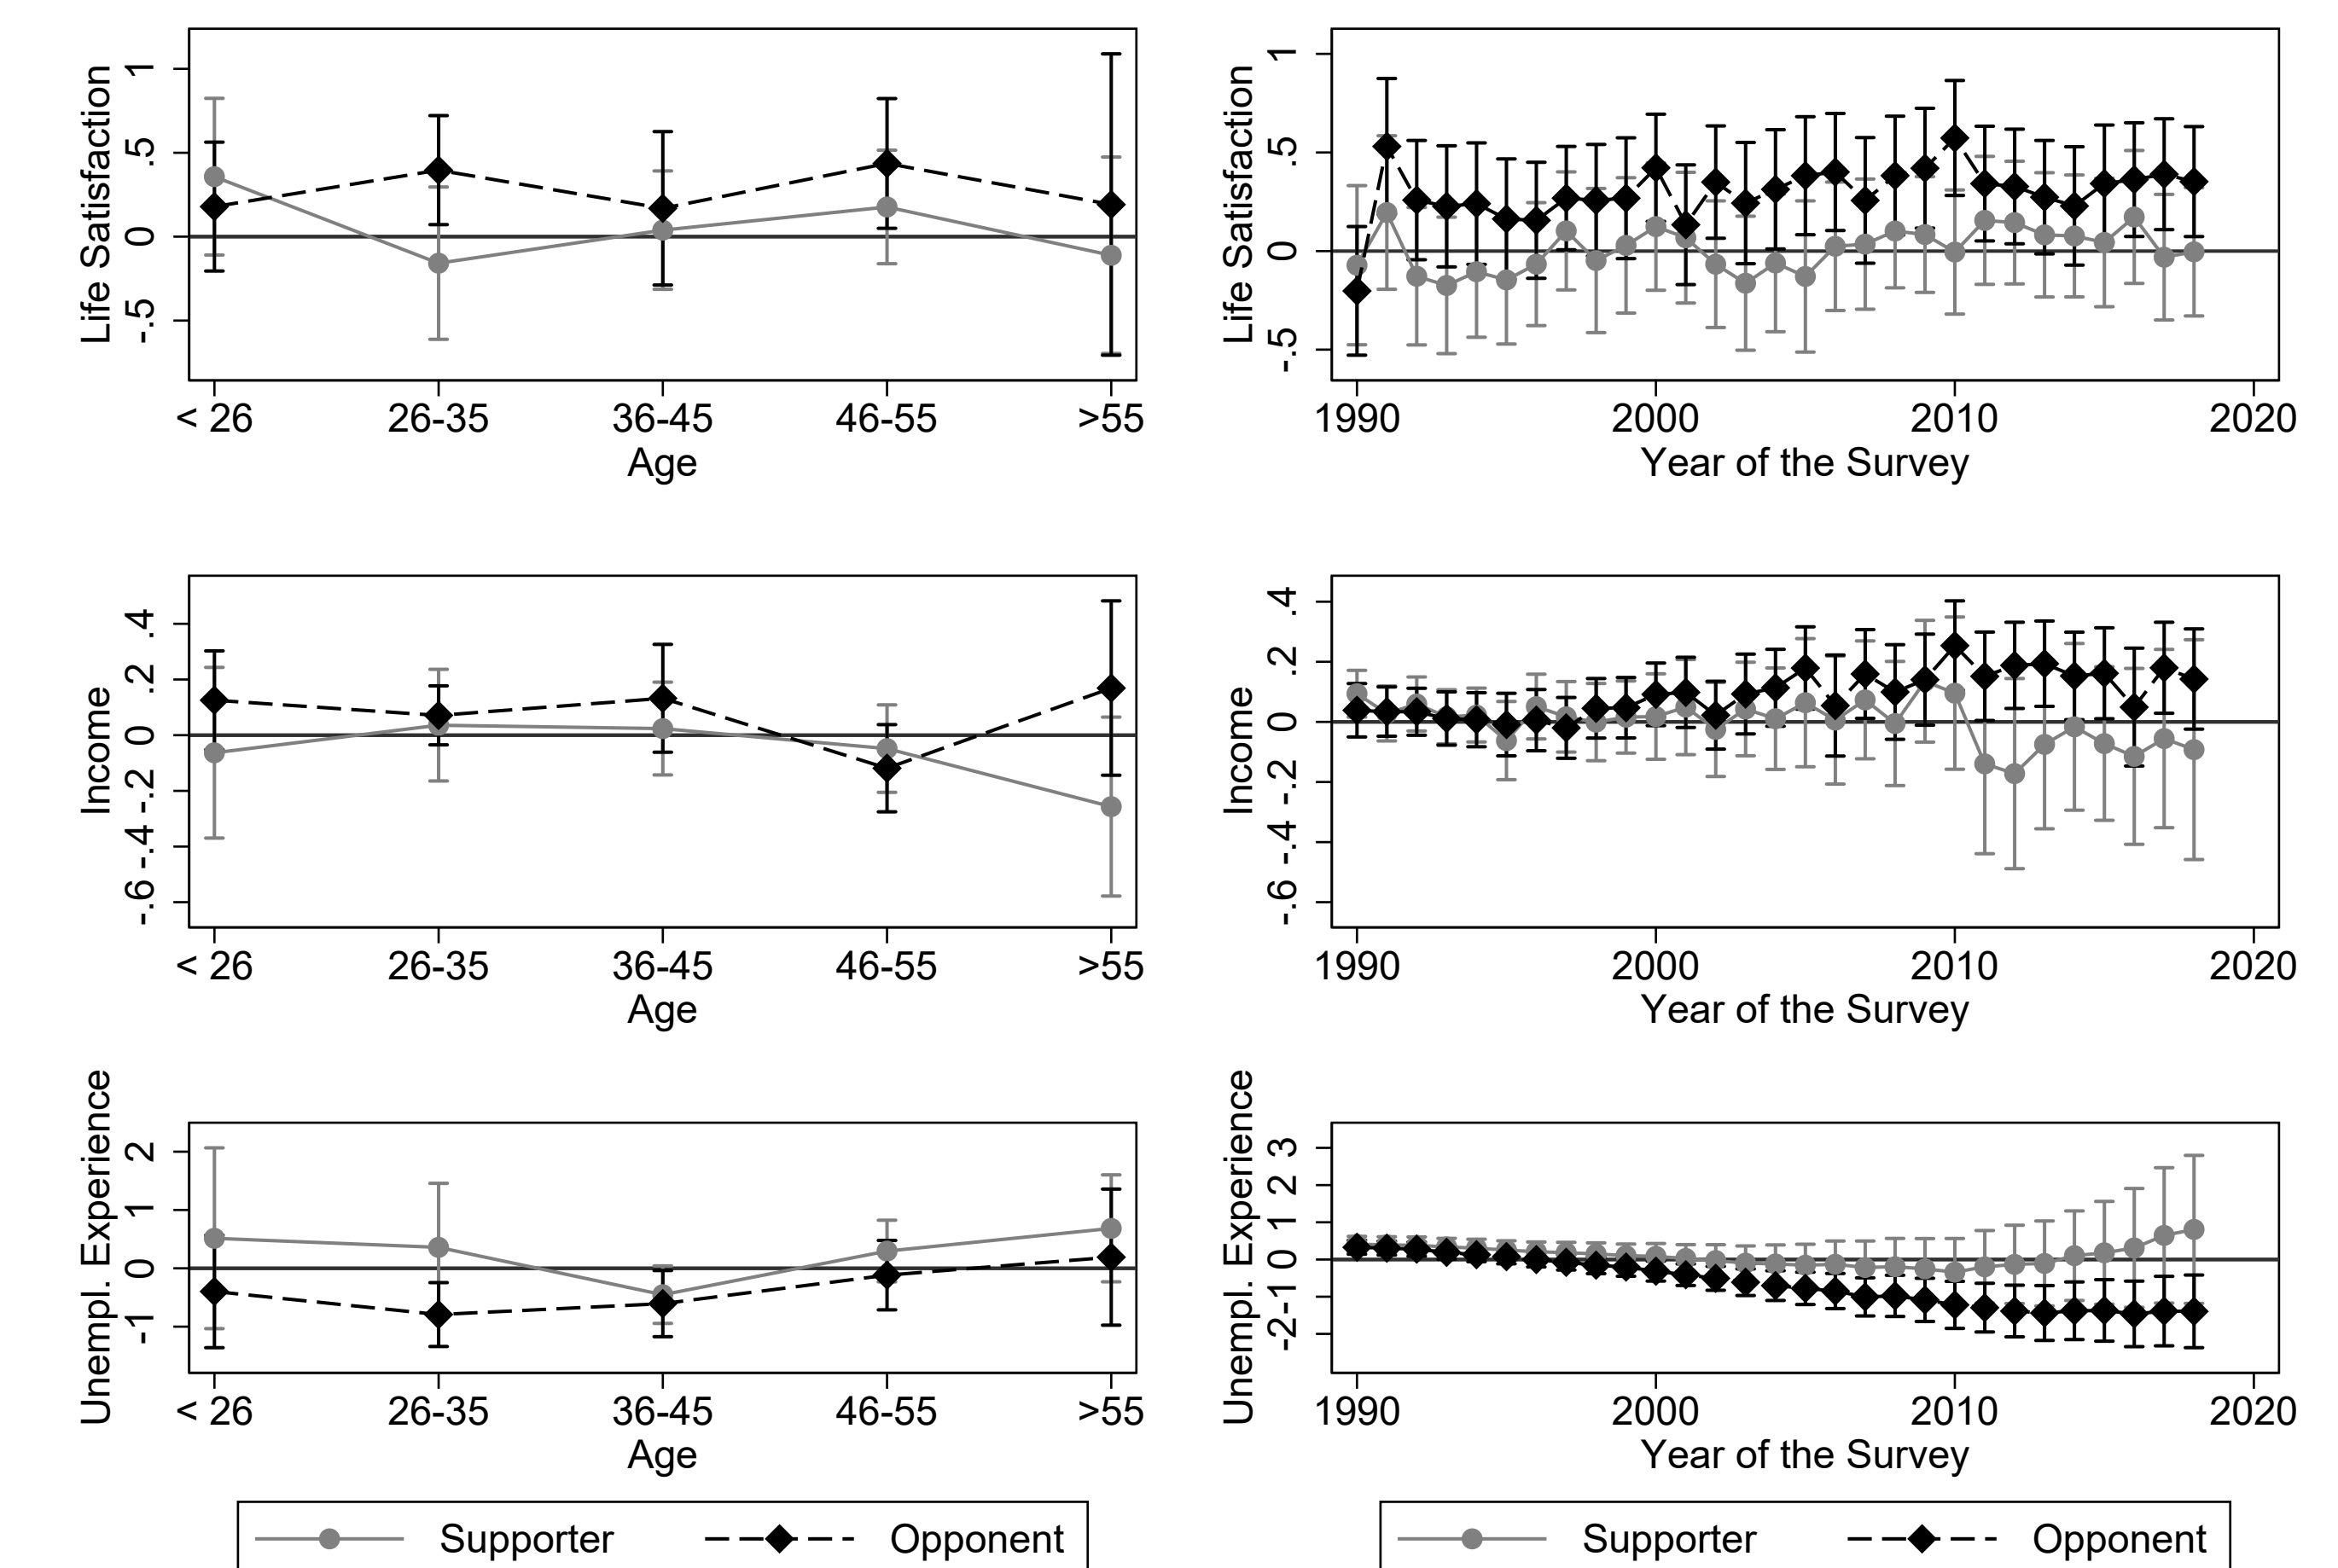 Life Satisfaction
1
.5
0
-.5
< 26 26-35 36-45 46-55 >55
Age
Life Satisfaction
1
.5
0
-.5
1990 2000 2010 2020
Year of the Survey
Income
.4
.2
0
-.2
-.4
-.6
< 26 26-35 36-45 46-55 >55
Age
Income
.4
.2
0
-.2
-.4
-.6
1990 2000 2010 2020
Year of the Survey
Unempl. Experience
2
1
0
-1
< 26 26-35 36-45 46-55 >55
Age
Unempl. Experience
3
2
1
0
-1
-2
1990 2000 2010 2020
Year of the Survey
Supporter Opponent
Supporter Opponent